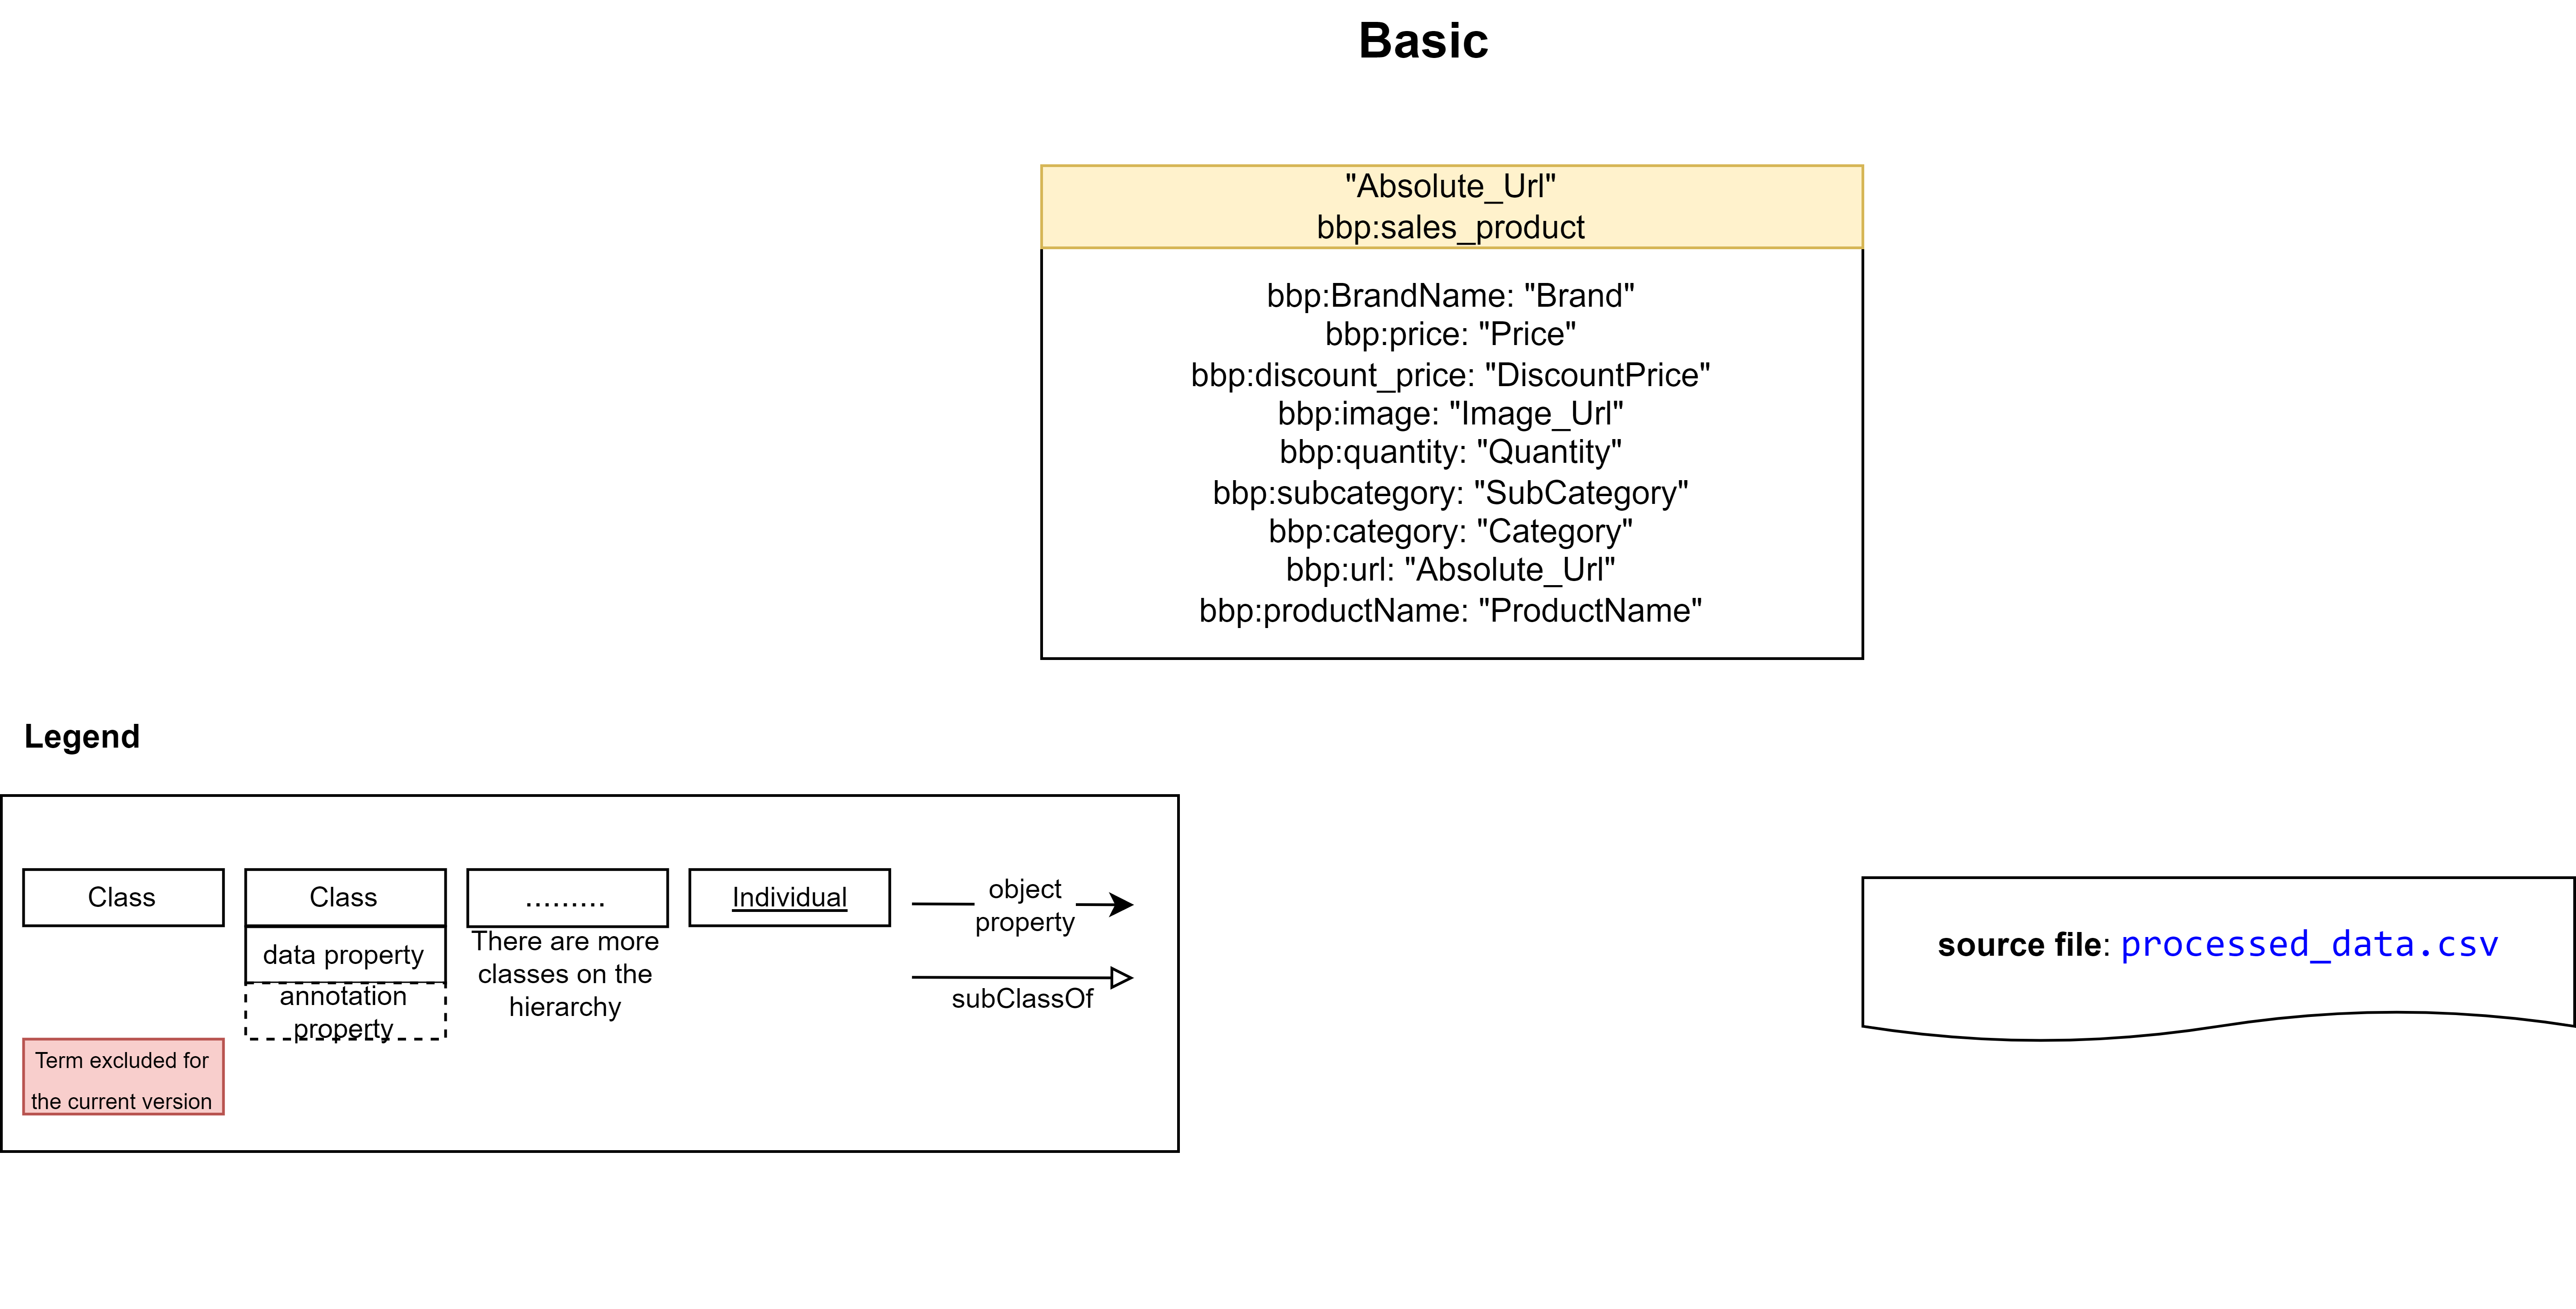 Basic
"Absolute_Url"
bbp:sales_product
bbp:BrandName: "Brand"
bbp:price: "Price"
bbp:discount_price: "DiscountPrice"
bbp:image: "Image_Url"
bbp:quantity: "Quantity"
bbp:subcategory: "SubCategory"
bbp:category: "Category"
bbp:url: "Absolute_Url"
bbp:productName: "ProductName"
Legend
Class
Class
data property
annotation
property
.........
There are more
classes on the
hierarchy
Individual
object
property
subClassOf
Term excluded for
the current version
source file: processed_data.csv